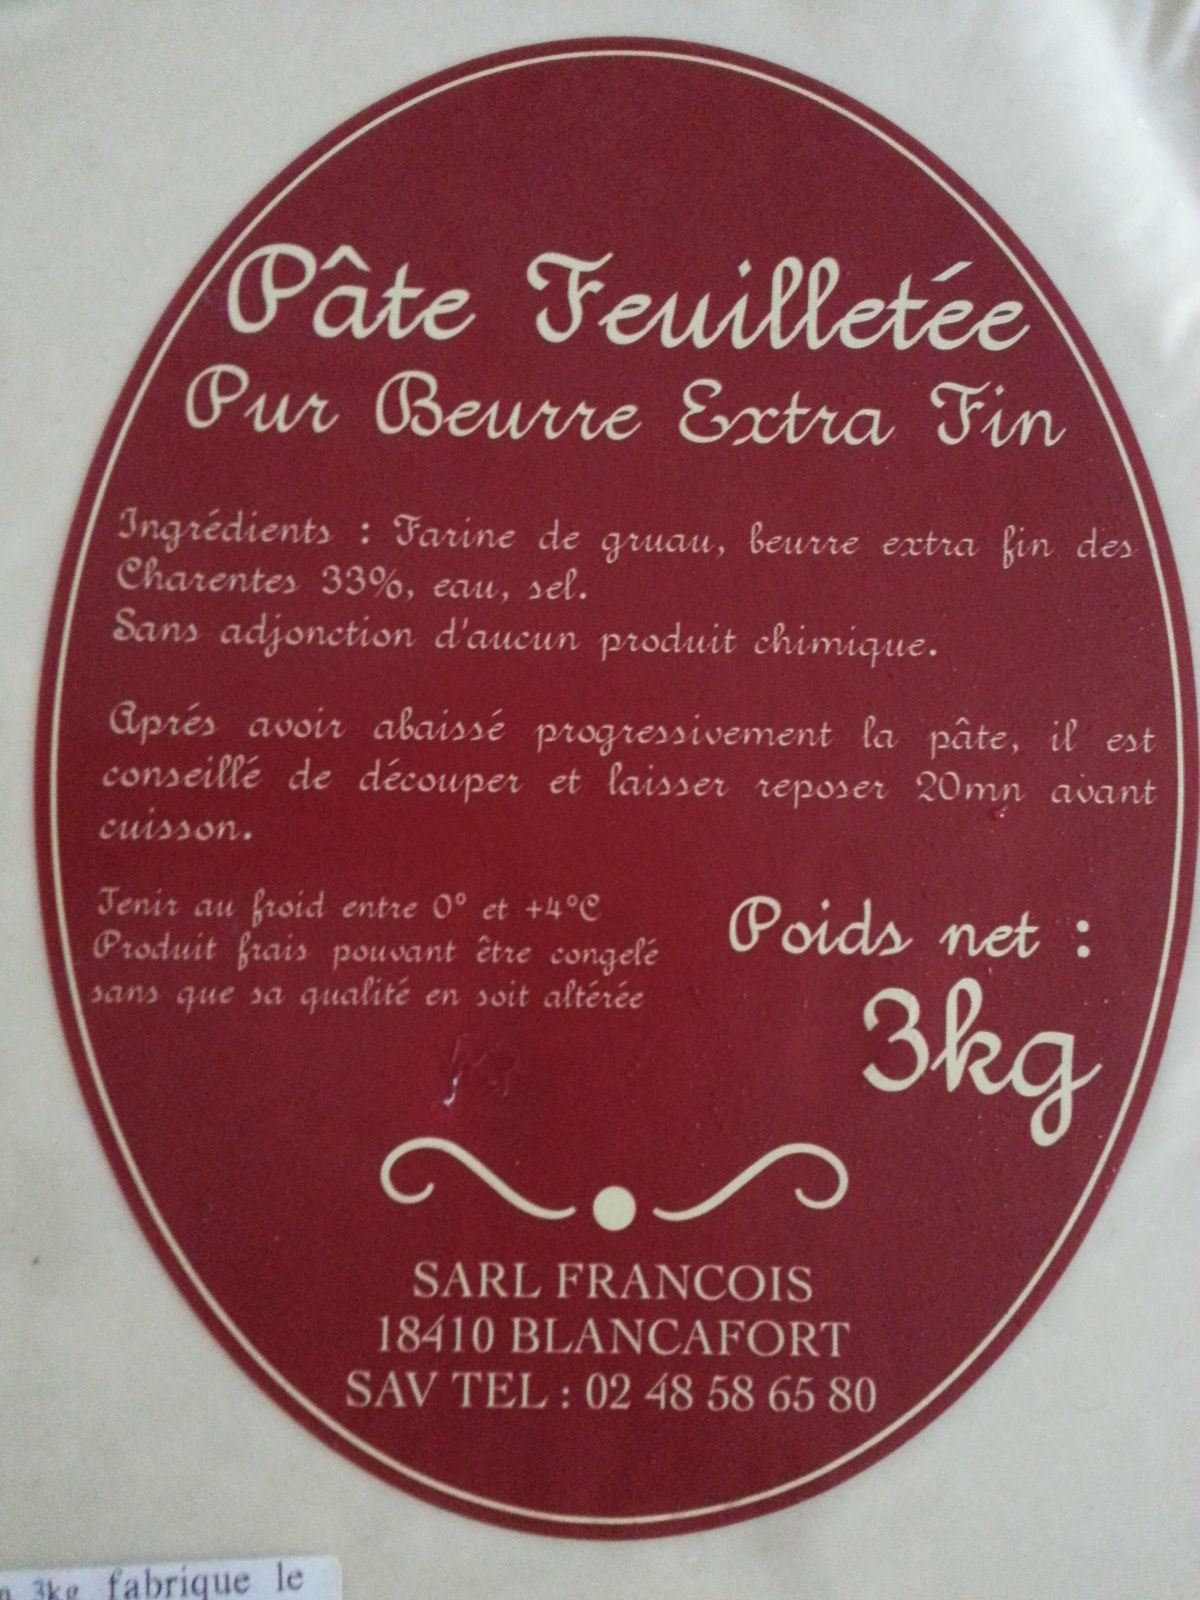 Pâte Feuilletée
Pur Beurre Extra Fin
Ingrédients : Farine de gruau, beurre extra fin des
Charentes 33%, eau, sel.
Sans adjonction d'aucun produit chimique.
Aprés avoir abaissé progressivement la pâte, il est
conseillé de découper et laisser reposer 20mn avant
cuisson.
Tenir au froid entre 0° et +4°C
Produit frais pouvant être congelé
sans que sa qualité en soit altérée
Poids net :
3kg
SARL FRANCOIS
18410 BLANCAFORT
SAV TEL : 02 48 58 65 80
3kg fabrique le